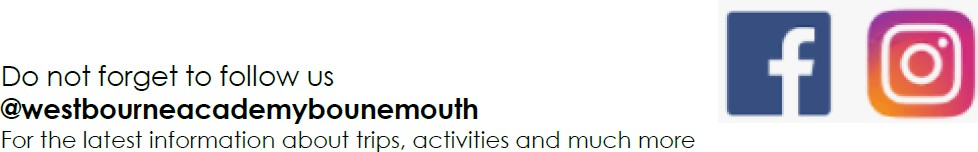 Do not forget to follow us
@westbourneacademybounemouth
For the latest information about trips, activities and much more